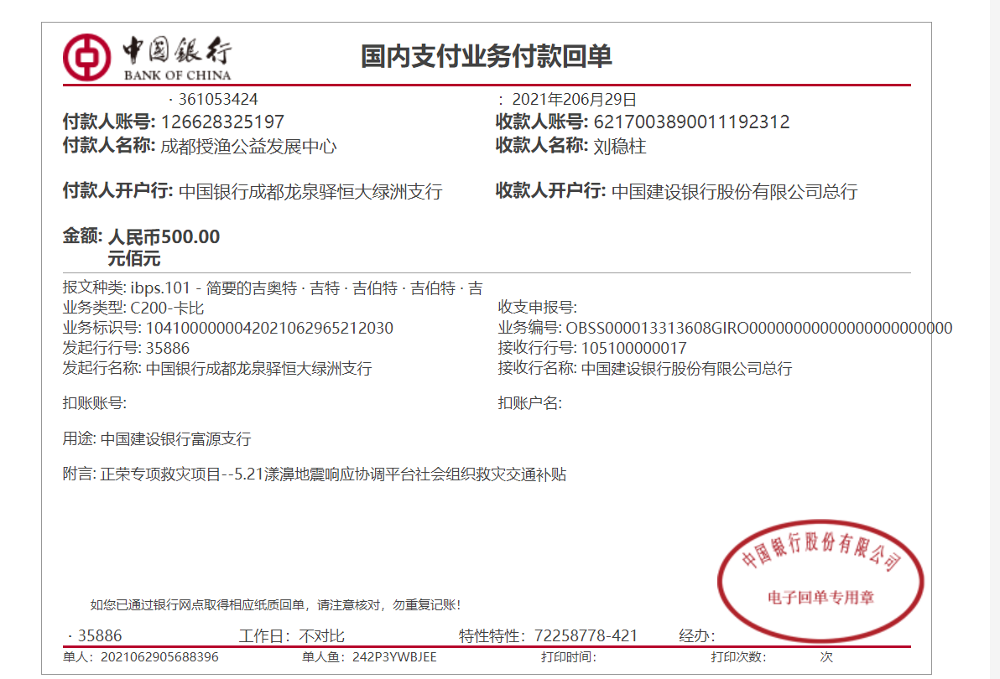 中国银行
BANK OF CHINA
国内支付业务付款回单
· 361053424 ：2021年206月29日
付款人账号: 126628325197 收款人账号: 6217003890011192312
付款人名称: 成都授渔公益发展中心 收款人名称: 刘稳柱
付款人开户行: 中国银行成都龙泉驿恒大绿洲支行 收款人开户行: 中国建设银行股份有限公司总行
金额: 人民币500.00
元佰元
报文种类: ibps.101 - 简要的吉奥特 · 吉特 · 吉伯特 · 吉伯特 · 吉
业务类型: C200-卡比 收支申报号:
业务标识号: 1041000000042021062965212030 业务编号: OBSS000013313608GIRO00000000000000000000000
发起行行号: 35886 接收行行号: 105100000017
发起行名称: 中国银行成都龙泉驿恒大绿洲支行 接收行名称: 中国建设银行股份有限公司总行
扣账账号: 扣账户名:
用途: 中国建设银行富源支行
附言: 正荣专项救灾项目--5.21漾濞地震响应协调平台社会组织救灾交通补贴
中国银行股份有限公司
电子回单专用章
如您已通过银行网点取得相应纸质回单，请注意核对，勿重复记账！
· 35886 工作日：不对比 特性特性：72258778-421 经办：
单人：2021062905688396 单人鱼：242P3YWBJEE 打印时间： 打印次数： 次